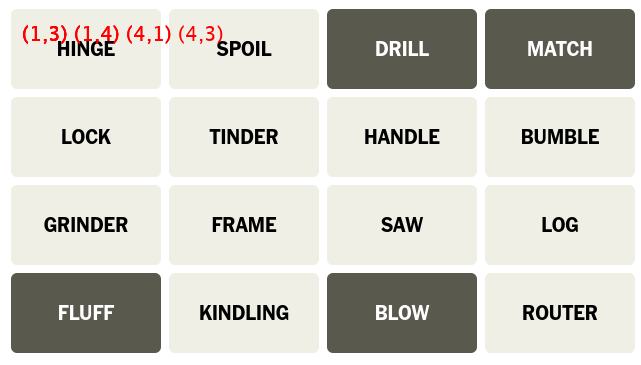 (1,3) (1,4) (4,1) (4,3)
HINGE SPOIL DRILL MATCH
LOCK TINDER HANDLE BUMBLE
GRINDER FRAME SAW LOG
FLUFF KINDLING BLOW ROUTER